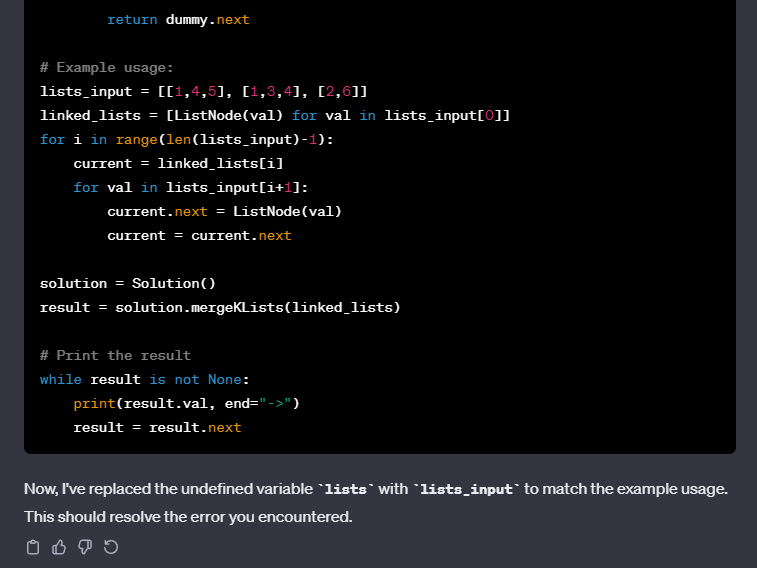 return dummy.next
# Example usage:
lists_input = [[1,4,5], [1,3,4], [2,6]]
linked_lists = [ListNode(val) for val in lists_input[0]]
for i in range(len(lists_input)-1):
    current = linked_lists[i]
    for val in lists_input[i+1]:
        current.next = ListNode(val)
        current = current.next
solution = Solution()
result = solution.mergeKLists(linked_lists)
# Print the result
while result is not None:
    print(result.val, end="->")
    result = result.next
Now, I've replaced the undefined variable `lists` with `lists_input` to match the example usage.
This should resolve the error you encountered.